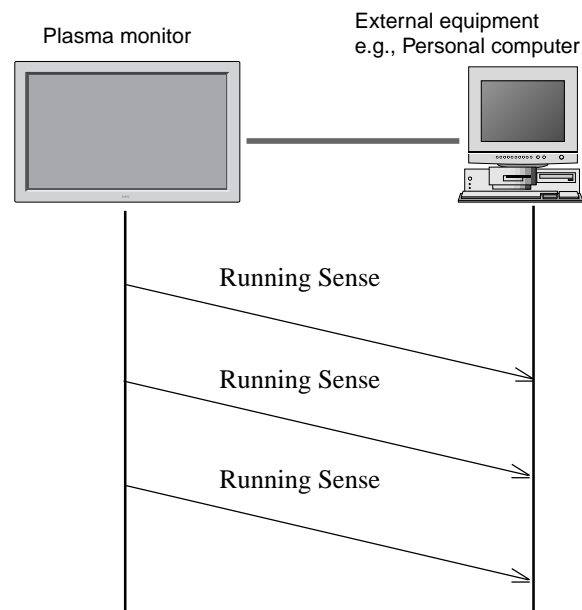 Plasma monitor
External equipment
e.g., Personal computer
Running Sense
Running Sense
Running Sense